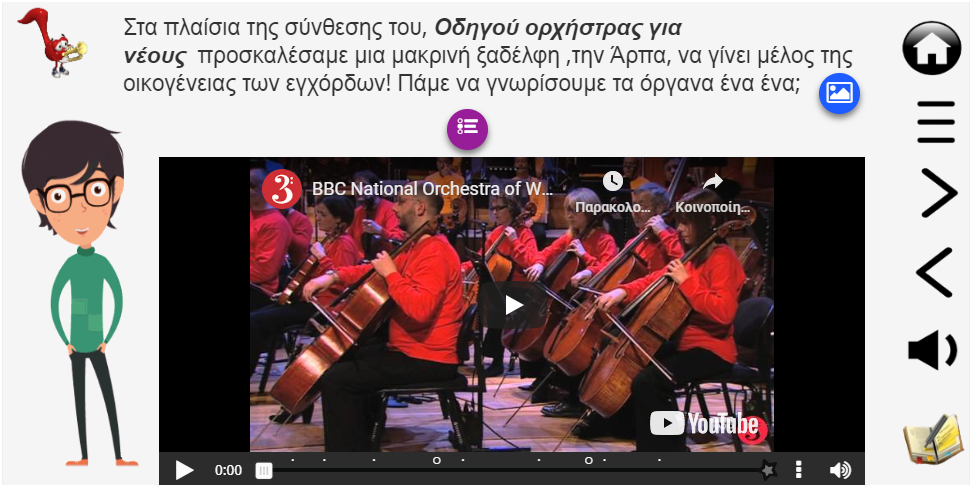 Στα πλαίσια της σύνθεσης του, Οδηγού ορχήστρας για
νέους προσκαλέσαμε μια μακρινή ξαδέλφη ,την Άρπα, να γίνει μέλος της
οικογένειας των εγχόρδων! Πάμε να γνωρίσουμε τα όργανα ένα ένα;
3 BBC National Orchestra of W...
Παρακολο... Κοινοποίη...
YouTube
3
0:00